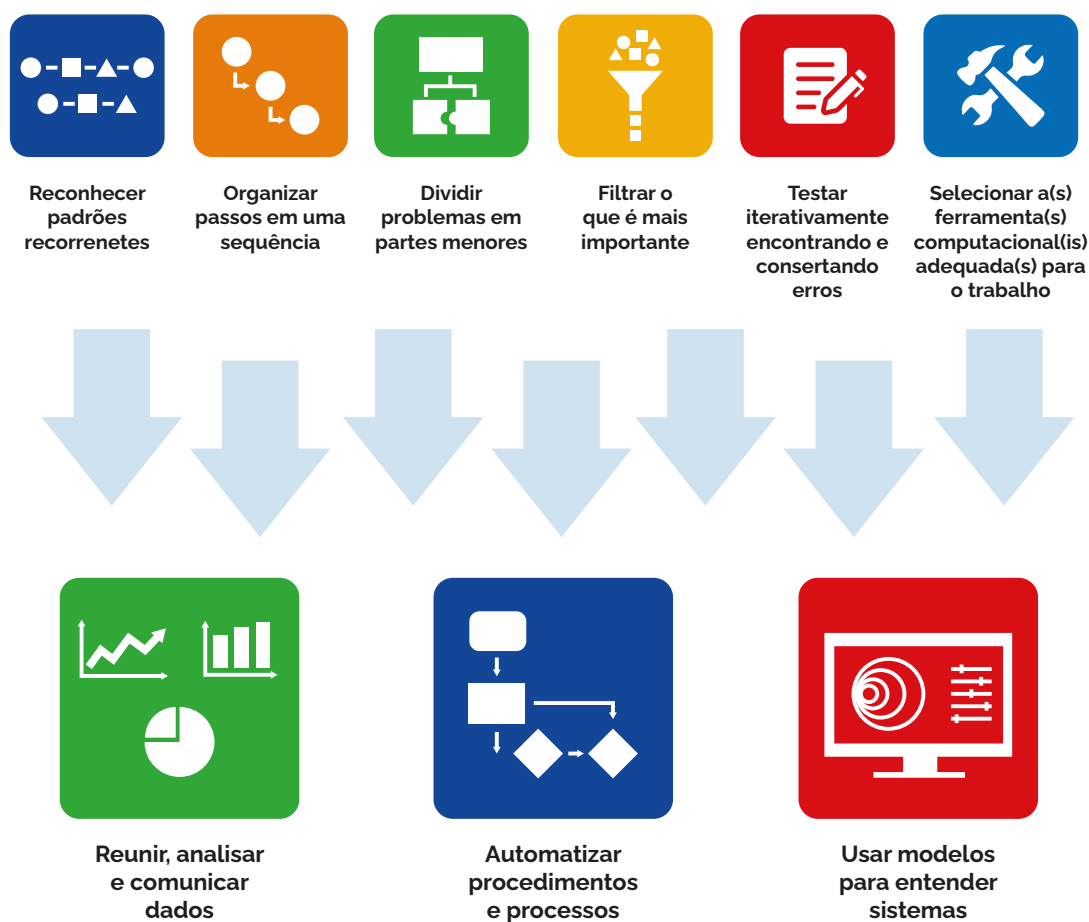 Reconhecer
padrões
recorrenetes
Organizar
passos em uma
sequência
Dividir
problemas em
partes menores
Filtrar o
que é mais
importante
Testar
iterativamente
encontrando e
consertando
erros
Selecionar a(s)
ferramenta(s)
computacional(is)
adequada(s) para
o trabalho
Reunir, analisar
e comunicar
dados
Automatizar
procedimentos
e processos
Usar modelos
para entender
sistemas